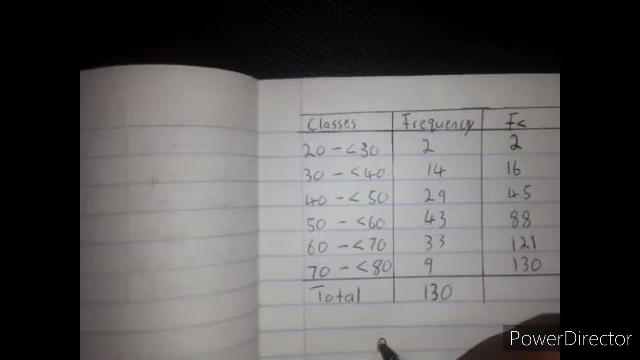 Classes Frequency F<
20 - <30 2 2
30 - <40 14 16
40 - <50 29 45
50 - <60 43 88
60 - <70 33 121
70 - <80 9 130
Total 130
PowerDirector